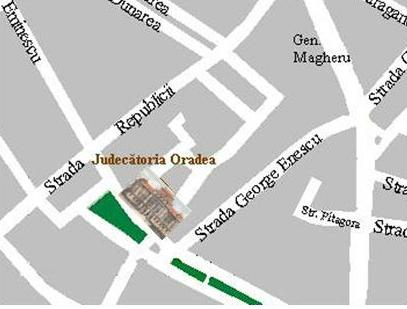 Eminescu
Dunarea
Gen.
Magheru
Strada Republicii
Judecătoria Oradea
Strada George Enescu
Str. Pitagora